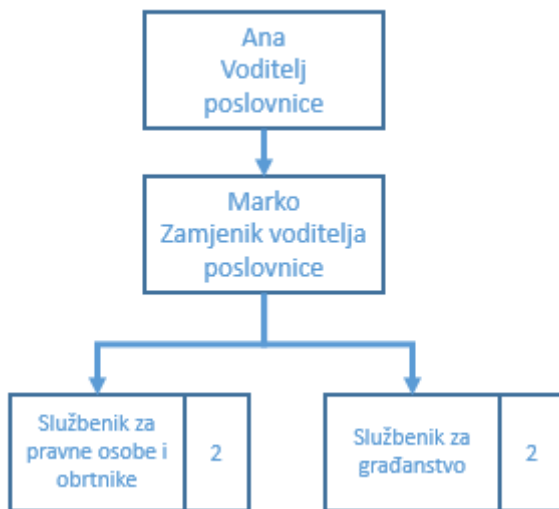 Ana
Voditelj
poslovnice
Marko
Zamjenik voditelja
poslovnice
Službenik za
pravne osobe i
obrtnike
2
Službenik za
građanstvo
2